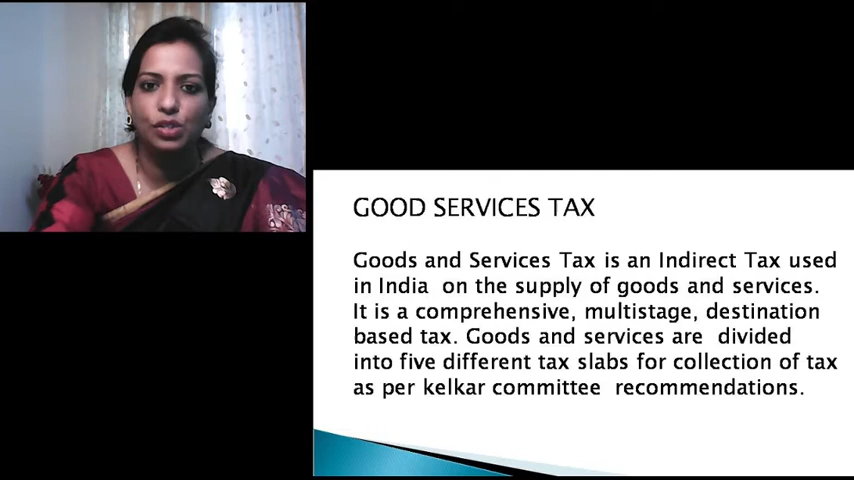 GOOD SERVICES TAX
Goods and Services Tax is an Indirect Tax used
in India on the supply of goods and services.
It is a comprehensive, multistage, destination
based tax. Goods and services are divided
into five different tax slabs for collection of tax
as per kelkar committee recommendations.